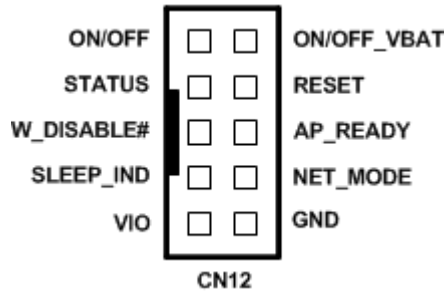 ON/OFF ON/OFF_VBAT
STATUS RESET
W_DISABLE# AP_READY
SLEEP_IND NET_MODE
VIO GND
CN12